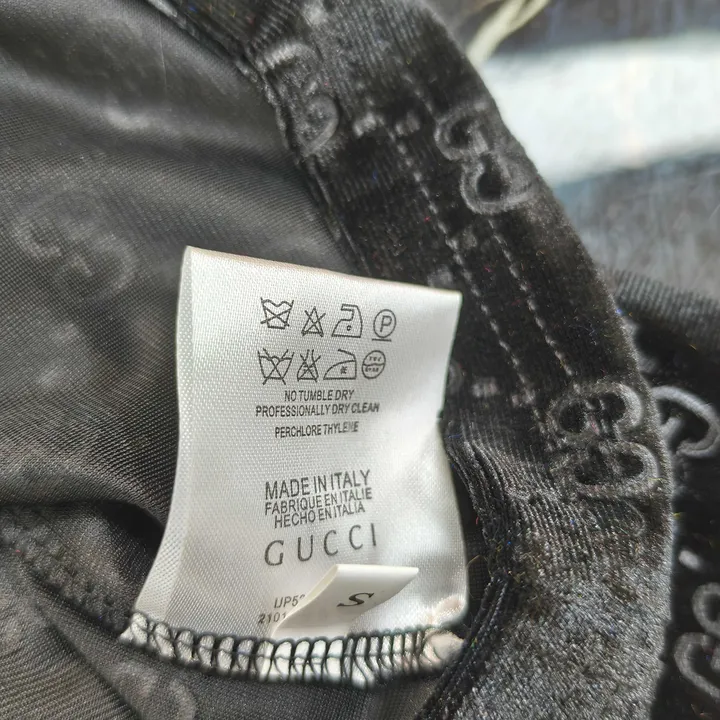 P
NO TUMBLE DRY
PROFESSIONALLY DRY CLEAN
PERCHLORE THYLENE
MADE IN ITALY
FABRIQUE EN ITALIE
HECHO EN ITALIA
GUCCI
S